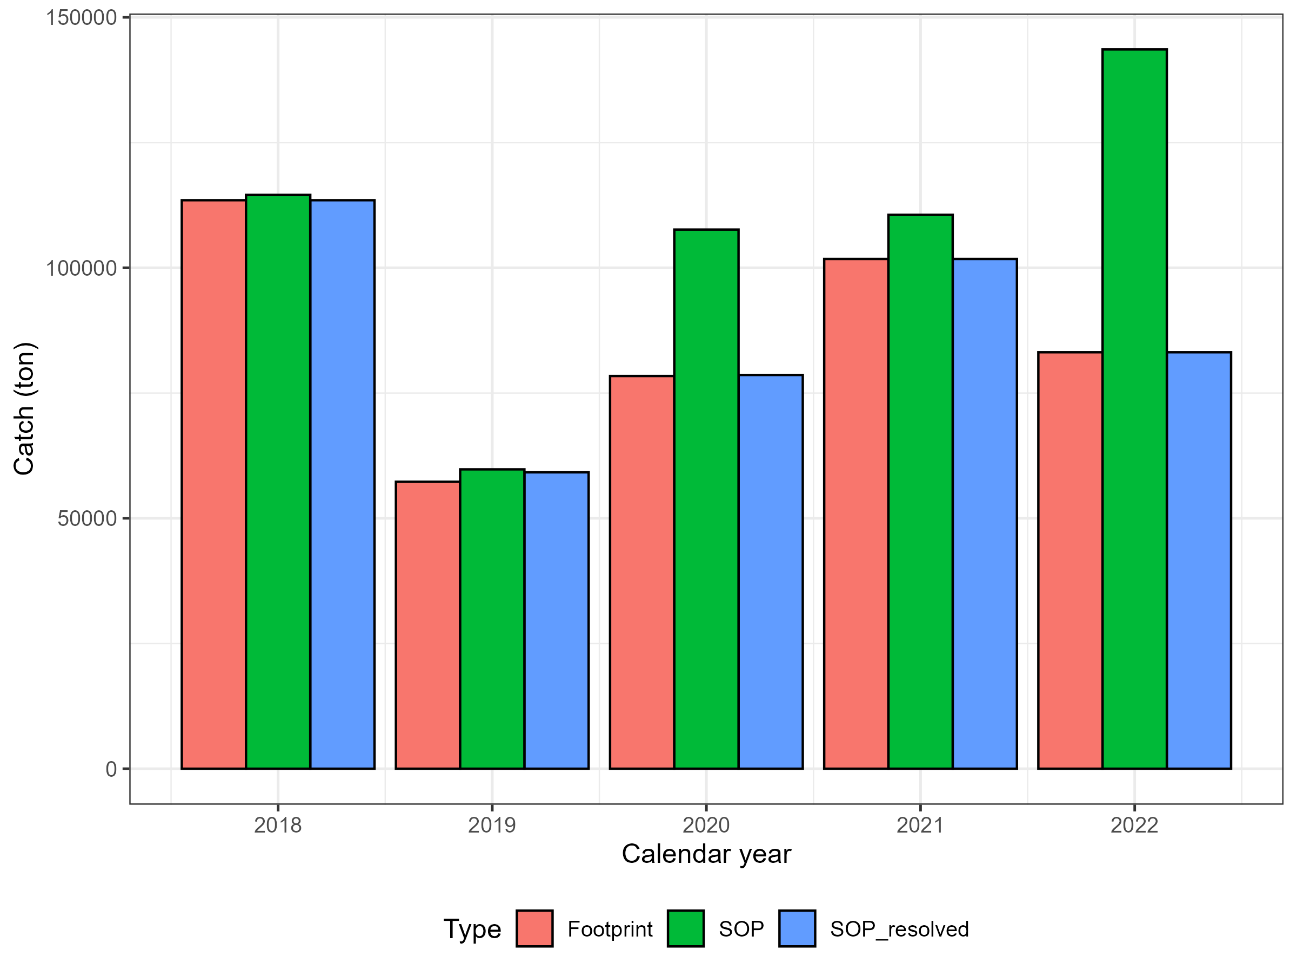 150000
100000
50000
0
Catch (ton)
2018 2019 2020 2021 2022
Calendar year
Type Footprint SOP SOP_resolved